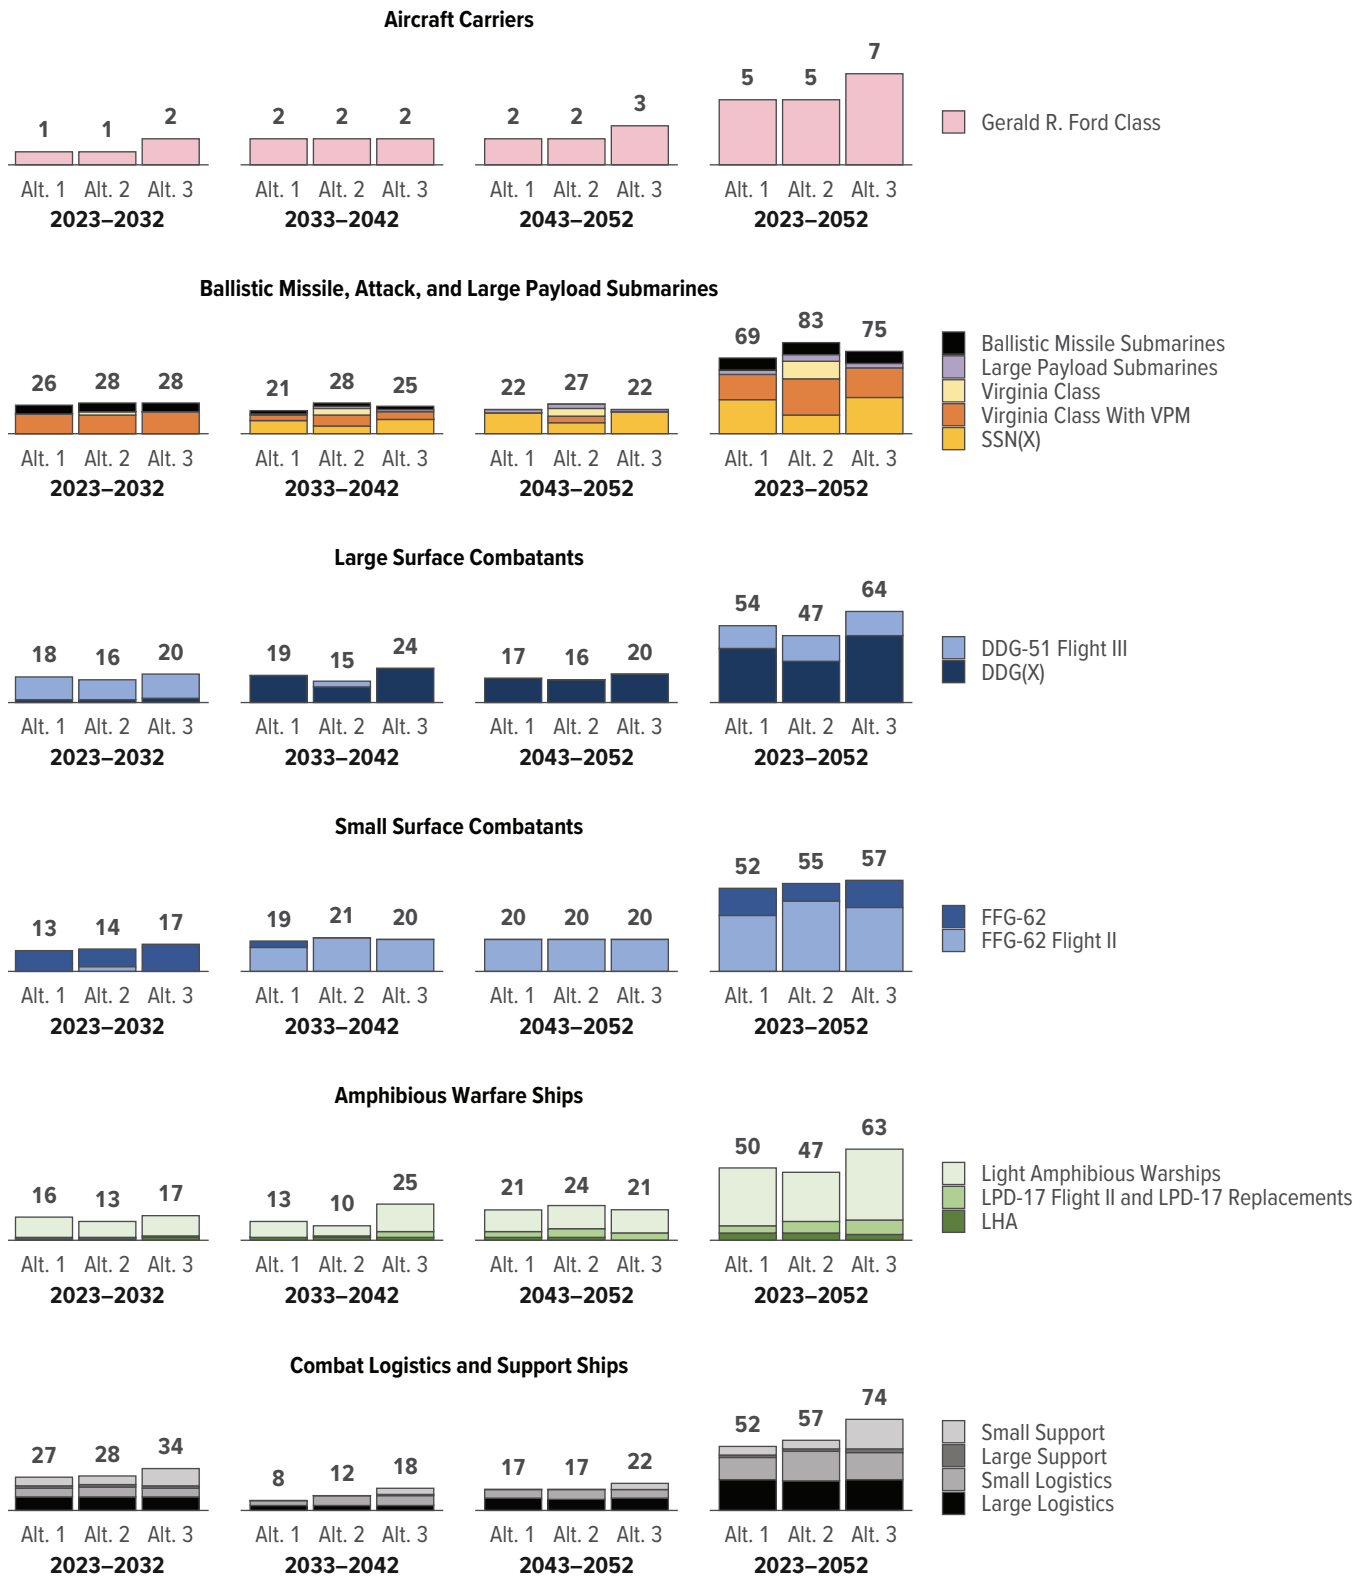 Aircraft Carriers
1 1 2 2 2 2 2 2 3 5 5 7
Gerald R. Ford Class
Alt. 1 Alt. 2 Alt. 3 Alt. 1 Alt. 2 Alt. 3 Alt. 1 Alt. 2 Alt. 3 Alt. 1 Alt. 2 Alt. 3
2023–2032 2033–2042 2043–2052 2023–2052
Ballistic Missile, Attack, and Large Payload Submarines
26 28 28 21 28 25 22 27 22 69 83 75
Ballistic Missile Submarines
Large Payload Submarines
Virginia Class
Virginia Class With VPM
SSN(X)
Alt. 1 Alt. 2 Alt. 3 Alt. 1 Alt. 2 Alt. 3 Alt. 1 Alt. 2 Alt. 3 Alt. 1 Alt. 2 Alt. 3
2023–2032 2033–2042 2043–2052 2023–2052
Large Surface Combatants
18 16 20 19 15 24 17 16 20 54 47 64
DDG-51 Flight III
DDG(X)
Alt. 1 Alt. 2 Alt. 3 Alt. 1 Alt. 2 Alt. 3 Alt. 1 Alt. 2 Alt. 3 Alt. 1 Alt. 2 Alt. 3
2023–2032 2033–2042 2043–2052 2023–2052
Small Surface Combatants
13 14 17 19 21 20 20 20 20 52 55 57
FFG-62
FFG-62 Flight II
Alt. 1 Alt. 2 Alt. 3 Alt. 1 Alt. 2 Alt. 3 Alt. 1 Alt. 2 Alt. 3 Alt. 1 Alt. 2 Alt. 3
2023–2032 2033–2042 2043–2052 2023–2052
Amphibious Warfare Ships
16 13 17 13 10 25 21 24 21 50 47 63
Light Amphibious Warships
LPD-17 Flight II and LPD-17 Replacements
LHA
Alt. 1 Alt. 2 Alt. 3 Alt. 1 Alt. 2 Alt. 3 Alt. 1 Alt. 2 Alt. 3 Alt. 1 Alt. 2 Alt. 3
2023–2032 2033–2042 2043–2052 2023–2052
Combat Logistics and Support Ships
27 28 34 8 12 18 17 17 22 52 57 74
Small Support
Large Support
Small Logistics
Large Logistics
Alt. 1 Alt. 2 Alt. 3 Alt. 1 Alt. 2 Alt. 3 Alt. 1 Alt. 2 Alt. 3 Alt. 1 Alt. 2 Alt. 3
2023–2032 2033–2042 2043–2052 2023–2052